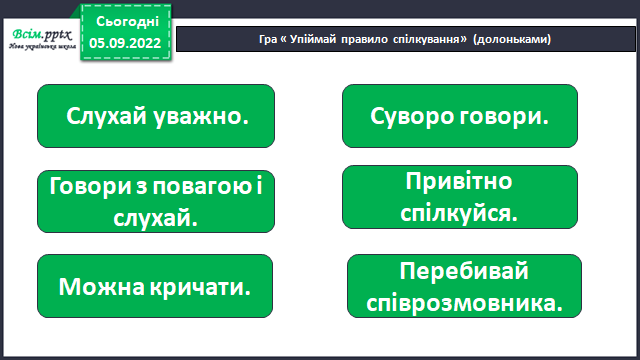 Всім.pptx
Нова українська школа
Сьогодні
05.09.2022
Гра « Упіймай правило спілкування» (долоньками)
Слухай уважно.
Суворо говори.
Говори з повагою і
слухай.
Привітно
спілкуйся.
Можна кричати.
Перебивай
співрозмовника.